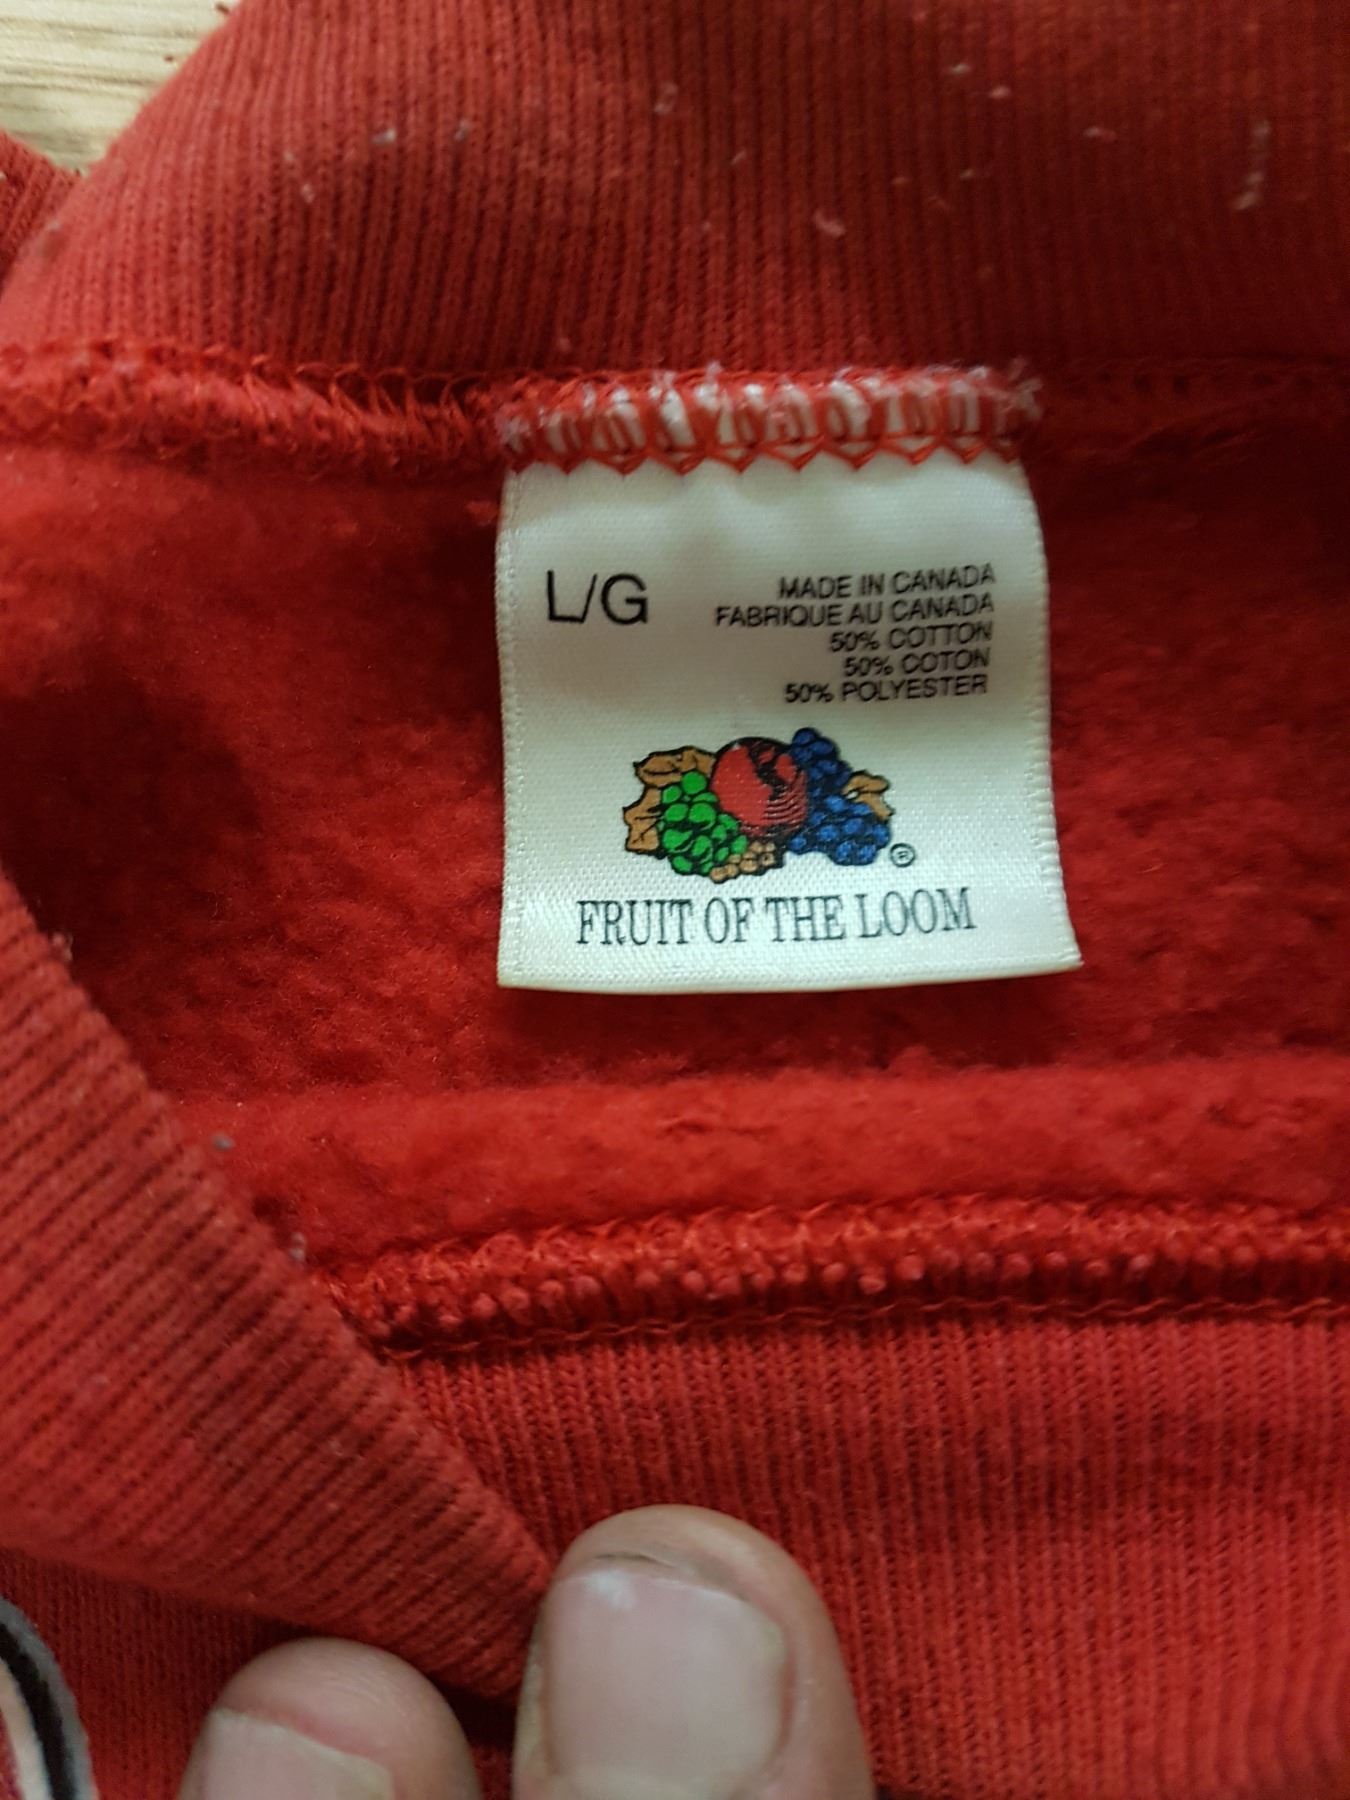 L/G
MADE IN CANADA
FABRIQUE AU CANADA
50% COTTON
50% COTON
50% POLYESTER
®
FRUIT OF THE LOOM